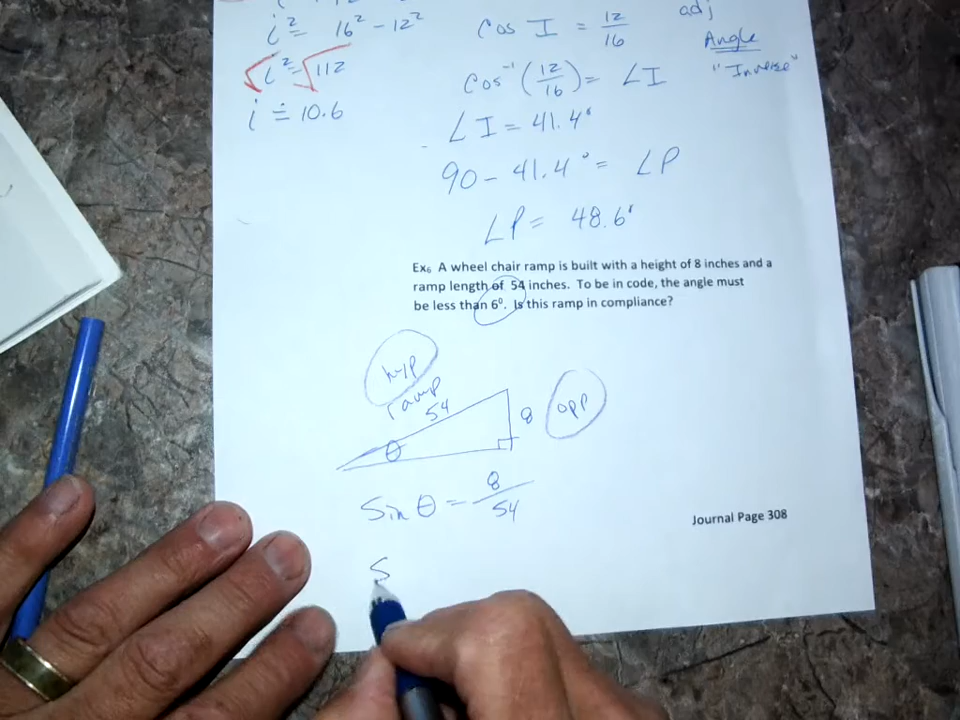 i² = 16² - 12²
√i² = √112
i ≐ 10.6
Cos I = 12/16
Cos⁻¹ (12/16) = ∠I
∠I = 41.4°
90 - 41.4° = ∠P
∠P = 48.6°
adj
Angle
"Inverse"
Ex6 A wheel chair ramp is built with a height of 8 inches and a
ramp length of 54 inches. To be in code, the angle must
be less than 6⁰. Is this ramp in compliance?
hyp
ramp
54
8
opp
θ
Sin θ = 8/54
S
Journal Page 308